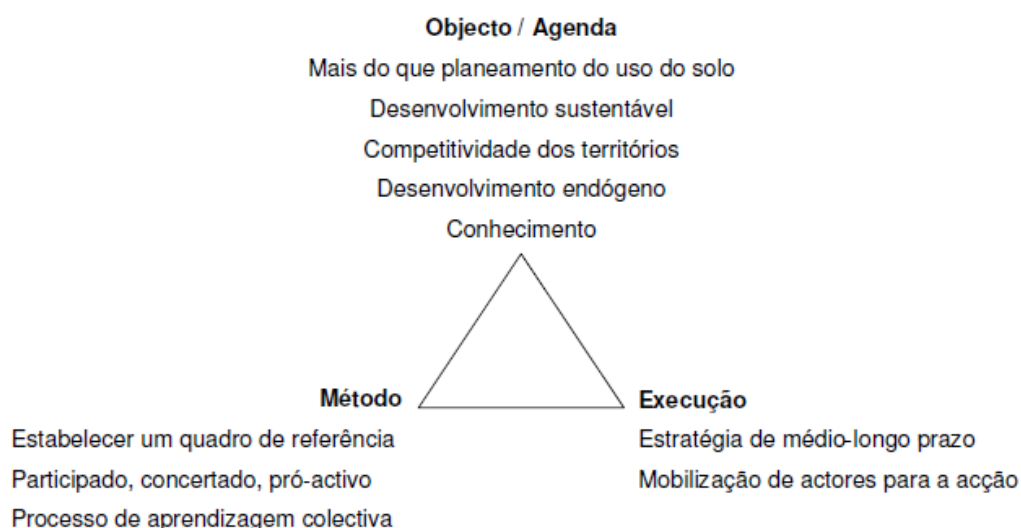 Objecto / Agenda
Mais do que planeamento do uso do solo
Desenvolvimento sustentável
Competitividade dos territórios
Desenvolvimento endógeno
Conhecimento
Método
Estabelecer um quadro de referência
Participado, concertado, pró-activo
Processo de aprendizagem colectiva
Execução
Estratégia de médio-longo prazo
Mobilização de actores para a acção